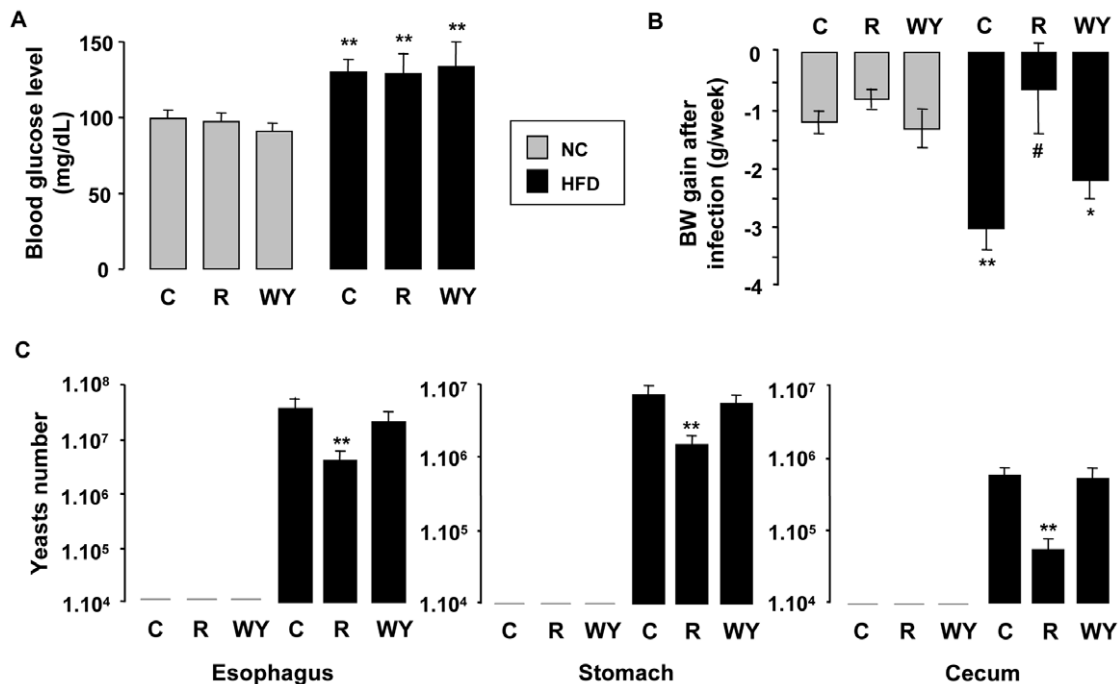 A
Blood glucose level
(mg/dL)
150
100
50
0
** ** **
C R WY C R WY
NC
HFD
B
C R WY C R WY
BW gain after
infection (g/week)
0
-1
-2
-3
-4
**
#
*
C
Yeasts number
1.10⁸
1.10⁷
1.10⁶
1.10⁵
1.10⁴
**
C R WY C R WY
Esophagus
1.10⁷
1.10⁶
1.10⁵
1.10⁴
**
C R WY C R WY
Stomach
1.10⁷
1.10⁶
1.10⁵
1.10⁴
**
C R WY C R WY
Cecum